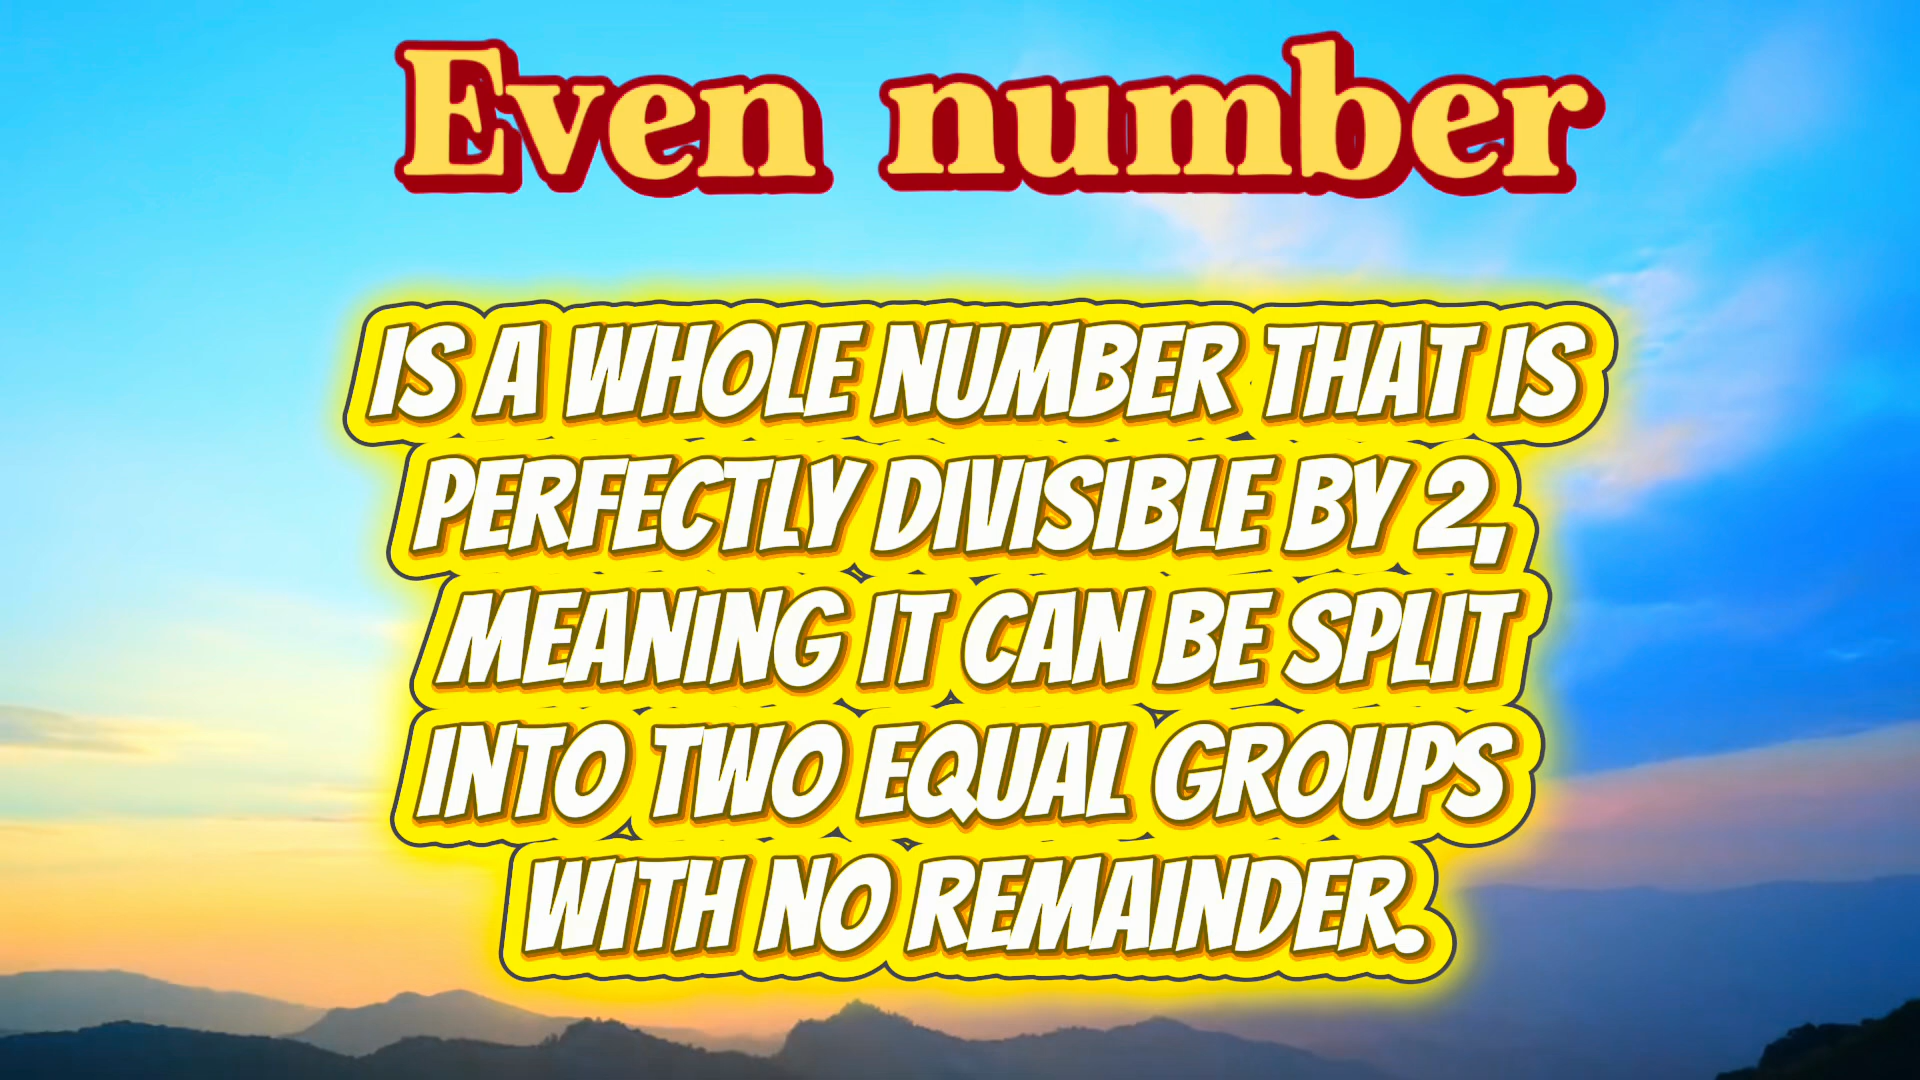 Even number
IS A WHOLE NUMBER THAT IS
PERFECTLY DIVISIBLE BY 2,
MEANING IT CAN BE SPLIT
INTO TWO EQUAL GROUPS
WITH NO REMAINDER.